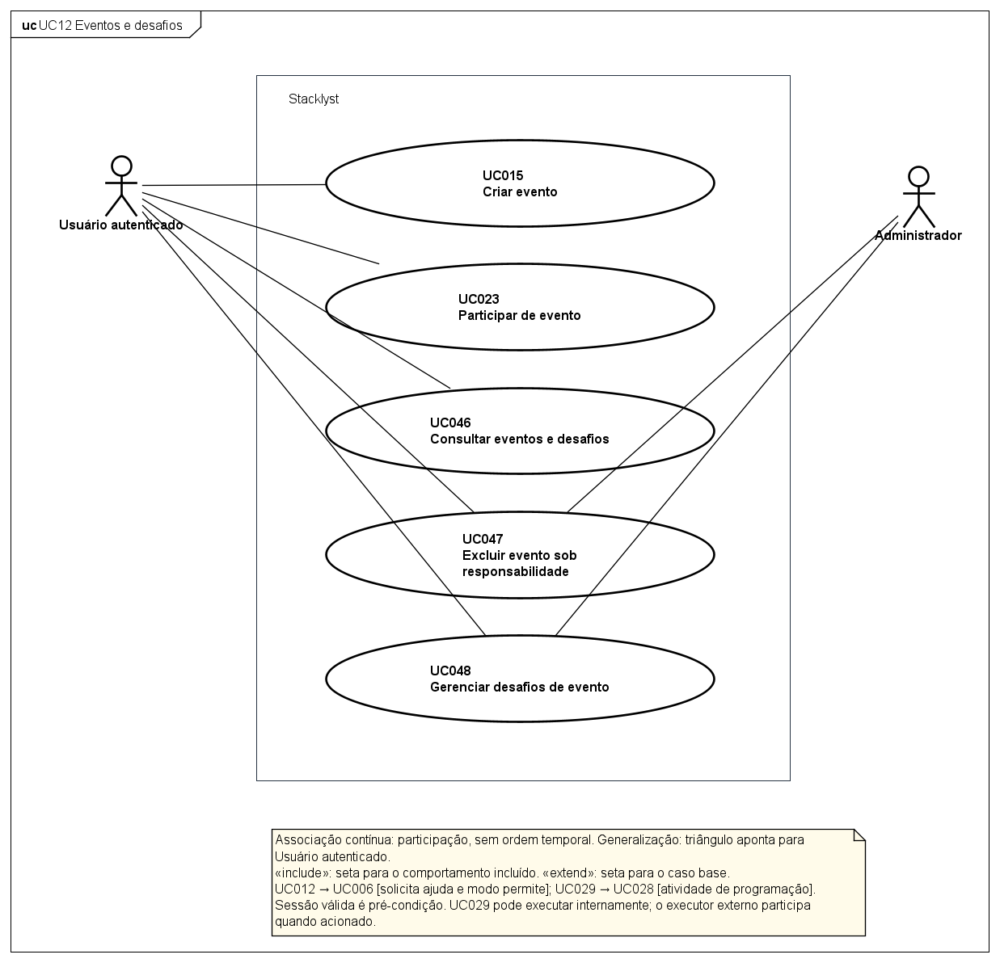 uc UC12 Eventos e desafios
Stacklyst
UC015
Criar evento
Usuário autenticado
Administrador
UC023
Participar de evento
UC046
Consultar eventos e desafios
UC047
Excluir evento sob
responsabilidade
UC048
Gerenciar desafios de evento
Associação contínua: participação, sem ordem temporal. Generalização: triângulo aponta para
Usuário autenticado.
«include»: seta para o comportamento incluído. «extend»: seta para o caso base.
UC012 → UC006 [solicita ajuda e modo permite]; UC029 → UC028 [atividade de programação].
Sessão válida é pré-condição. UC029 pode executar internamente; o executor externo participa
quando acionado.